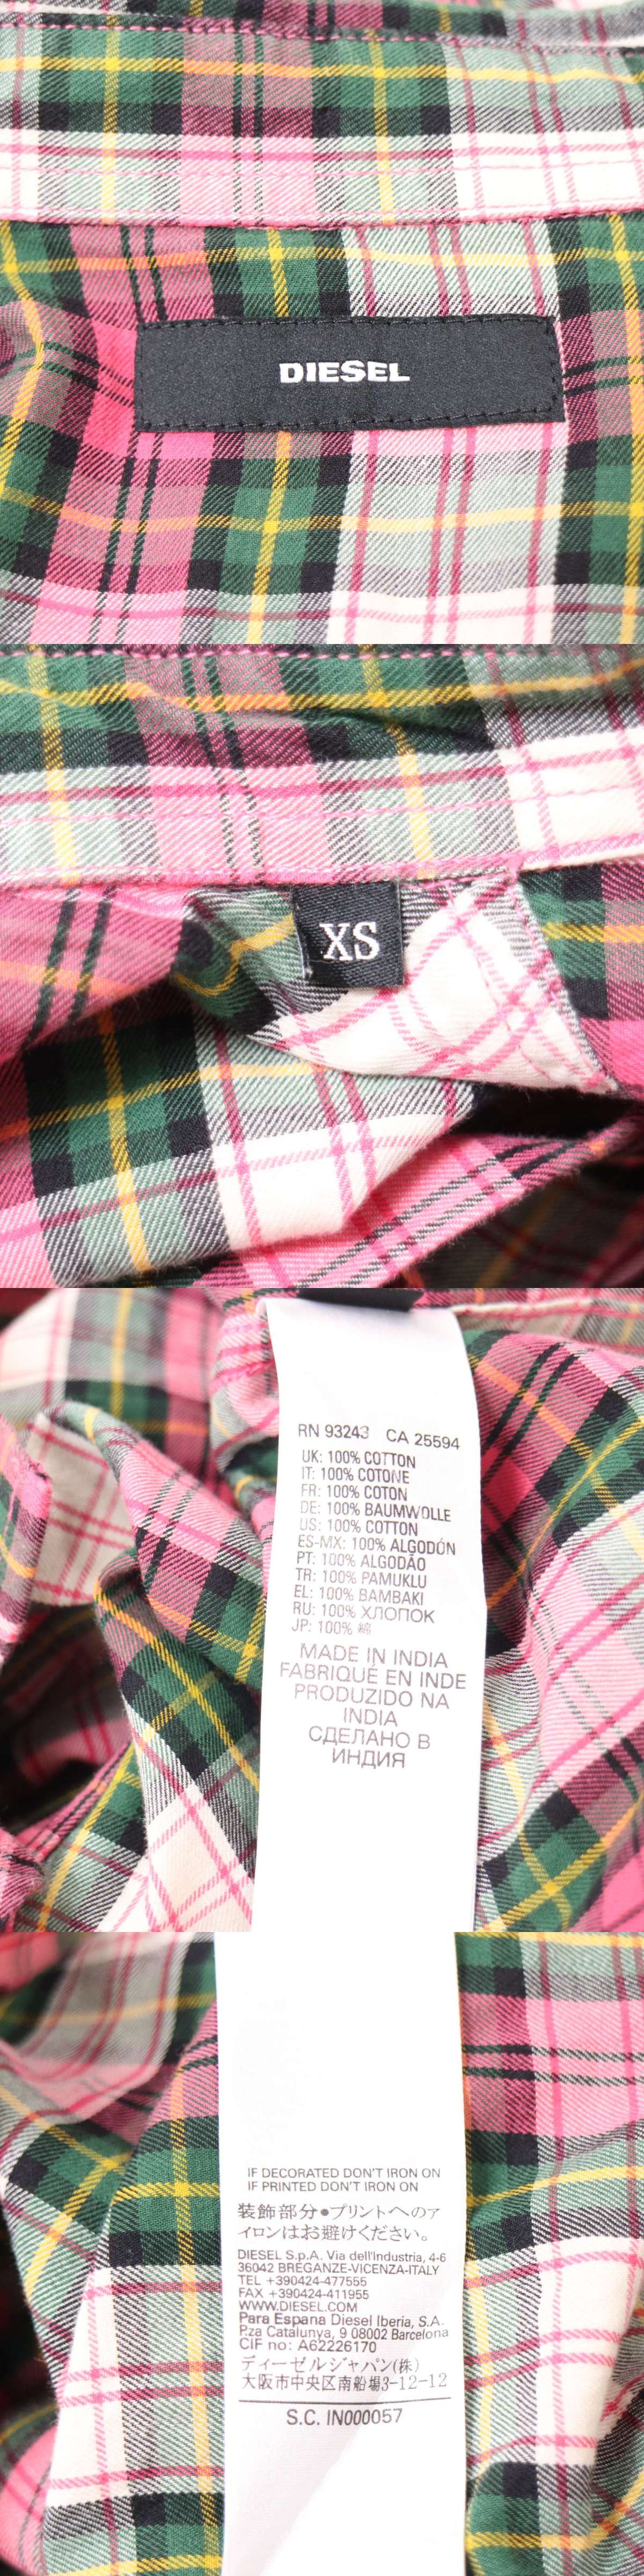 DIESEL
XS
RN 93243 CA 25594
UK: 100% COTTON
IT: 100% COTONE
FR: 100% COTON
DE: 100% BAUMWOLLE
US: 100% COTTON
ES-MX: 100% ALGODÓN
PT: 100% ALGODÃO
TR: 100% PAMUKLU
EL: 100% BAMBAKI
RU: 100% ХЛОПОК
JP: 100% 綿
MADE IN INDIA
FABRIQUÉ EN INDE
PRODUZIDO NA
INDIA
СДЕЛАНО В
ИНДИЯ
IF DECORATED DON'T IRON ON
IF PRINTED DON'T IRON ON
装飾部分●プリントヘのア
イロンはお避けください。
DIESEL S.p.A. Via dell'Industria, 4-6
36042 BREGANZE-VICENZA-ITALY
TEL +390424-477555
FAX +390424-411955
WWW.DIESEL.COM
Para Espana Diesel Iberia, S.A.
P.za Catalunya, 9 08002 Barcelona
CIF no: A62226170
ディーゼルジャパン(株)
大阪市中央区南船場3-12-12
S.C. IN000057